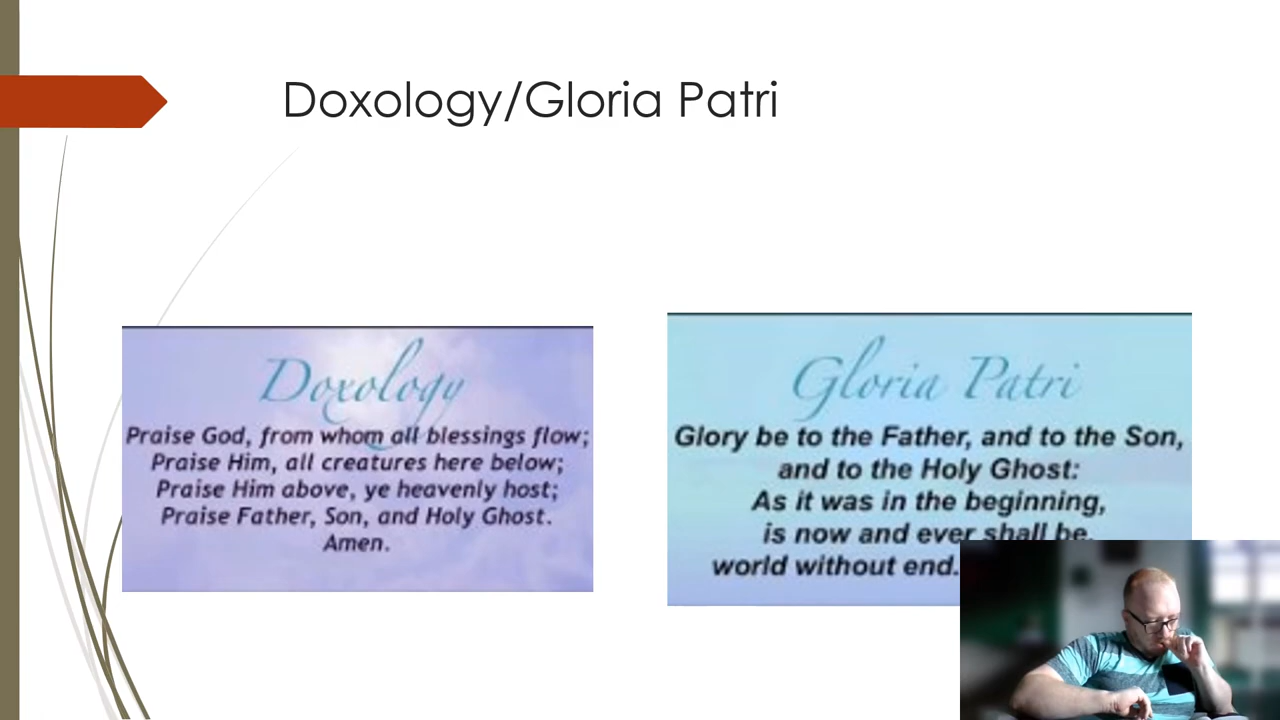 Doxology/Gloria Patri
Doxology
Praise God, from whom all blessings flow;
Praise Him, all creatures here below;
Praise Him above, ye heavenly host;
Praise Father, Son, and Holy Ghost.
Amen.
Gloria Patri
Glory be to the Father, and to the Son,
and to the Holy Ghost:
As it was in the beginning,
is now and ever shall be,
world without end.